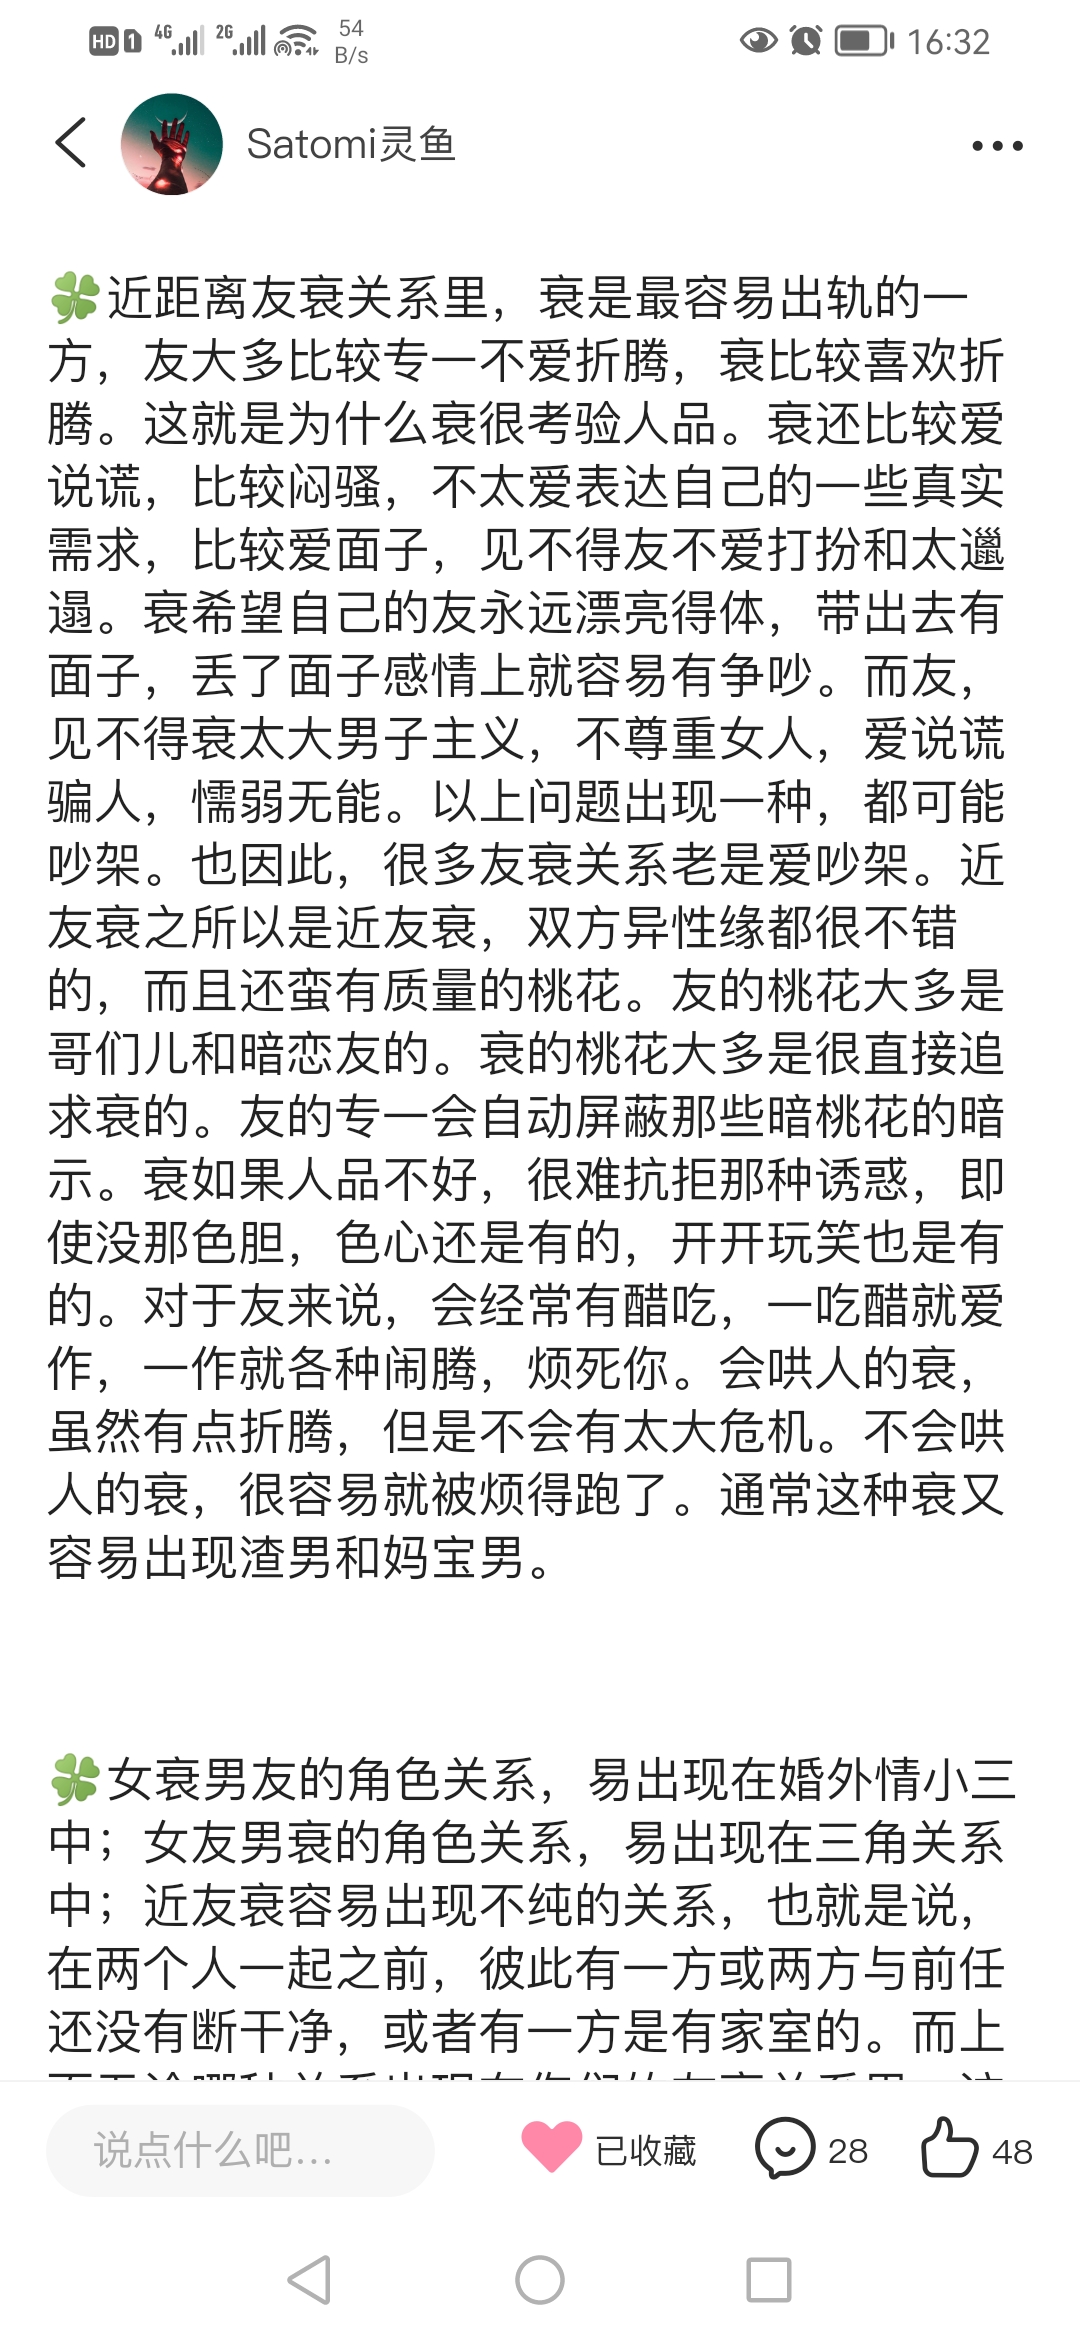 HD 1 4G 2G 54 B/s 16:32
Satomi灵鱼
🍀近距离友衰关系里，衰是最容易出轨的一
方，友大多比较专一不爱折腾，衰比较喜欢折
腾。这就是为什么衰很考验人品。衰还比较爱
说谎，比较闷骚，不太爱表达自己的一些真实
需求，比较爱面子，见不得友不爱打扮和太邋
遢。衰希望自己的友永远漂亮得体，带出去有
面子，丢了面子感情上就容易有争吵。而友，
见不得衰太大男子主义，不尊重女人，爱说谎
骗人，懦弱无能。以上问题出现一种，都可能
吵架。也因此，很多友衰关系老是爱吵架。近
友衰之所以是近友衰，双方异性缘都很不错
的，而且还蛮有质量的桃花。友的桃花大多是
哥们儿和暗恋友的。衰的桃花大多是很直接追
求衰的。友的专一会自动屏蔽那些暗桃花的暗
示。衰如果人品不好，很难抗拒那种诱惑，即
使没那色胆，色心还是有的，开开玩笑也是有
的。对于友来说，会经常有醋吃，一吃醋就爱
作，一作就各种闹腾，烦死你。会哄人的衰，
虽然有点折腾，但是不会有太大危机。不会哄
人的衰，很容易就被烦得跑了。通常这种衰又
容易出现渣男和妈宝男。
🍀女衰男友的角色关系，易出现在婚外情小三
中；女友男衰的角色关系，易出现在三角关系
中；近友衰容易出现不纯的关系，也就是说，
在两个人一起之前，彼此有一方或两方与前任
还没有断干净，或者有一方是有家室的。而上
说点什么吧... 已收藏 28 48